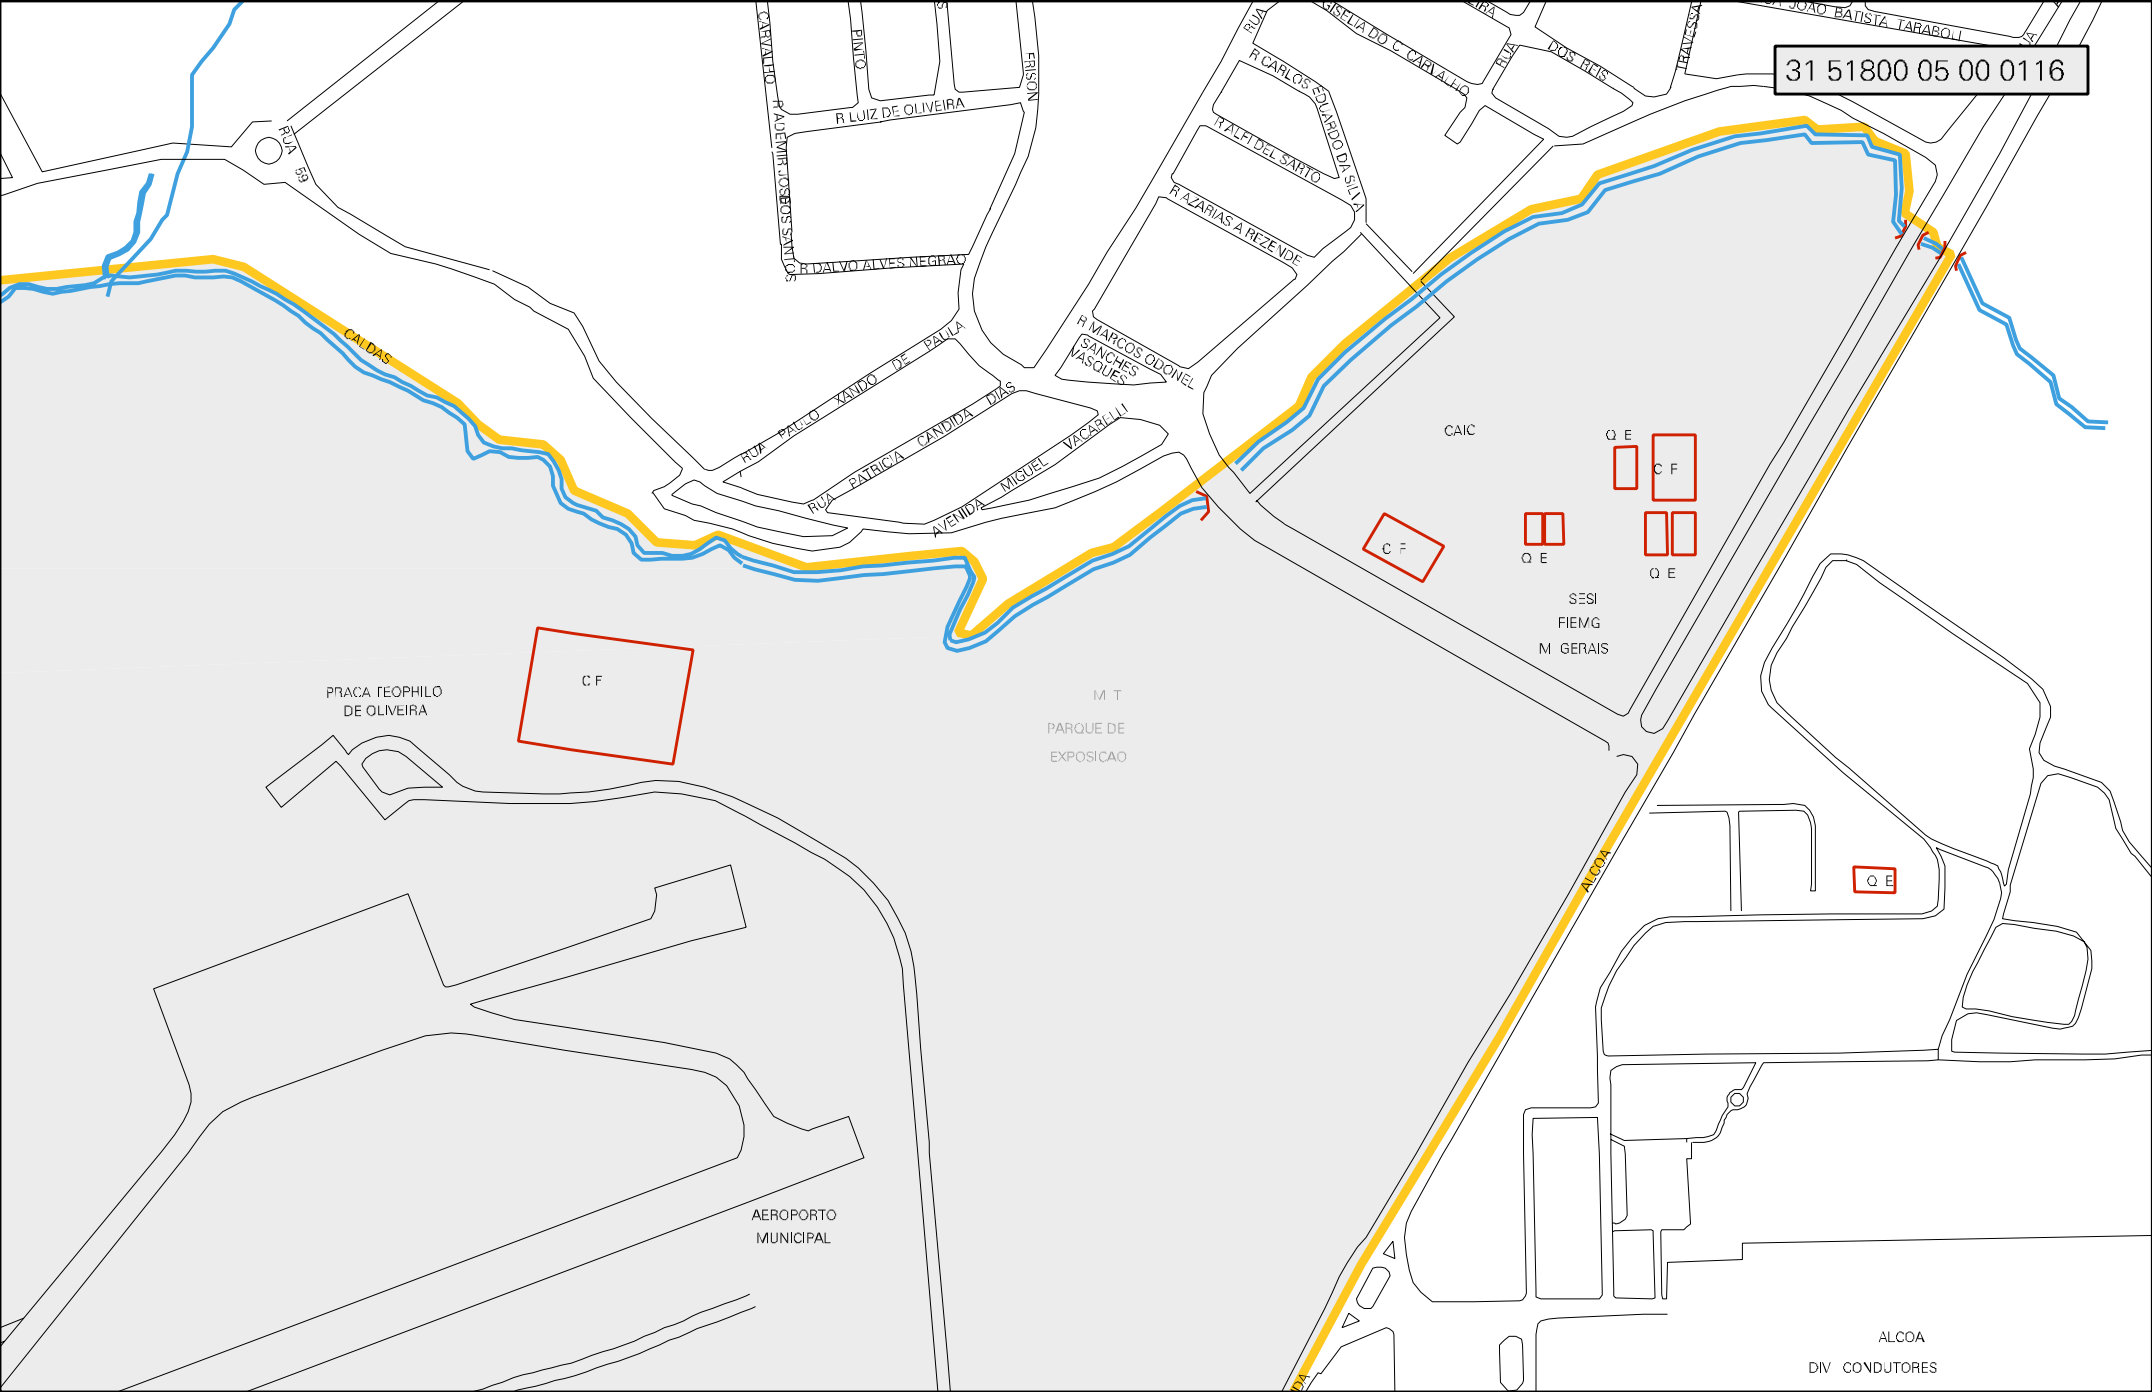 CARVALHO
PINTO
FRISON
RUA
GISELIA DO C CARVALHO
RUA
DOS REIS
TRAVESSA
JOAO BATISTA TARABOLI
31 51800 05 00 0116
R CARLOS EDUARDO DA SILVA
R LUIZ DE OLIVEIRA
R ADEMIR JOSE DOS SANTOS
R ALFI DEL SARTO
RUA 59
R AZARIAS A REZENDE
R DALVO ALVES NEGRAO
CALDAS
R MARCOS ODONEL
SANCHES
VASQUES
RUA PAULO XANDO DE PAULA
RUA PATRICIA CANDIDA DIAS
AVENIDA MIGUEL VACARELLI
CAIC
Q E
C F
C F
Q E
Q E
SESI
FIEMG
M GERAIS
C F
PRACA TEOPHILO
DE OLIVEIRA
M T
PARQUE DE
EXPOSICAO
ALCOA
Q E
AEROPORTO
MUNICIPAL
ALCOA
DIV CONDUTORES